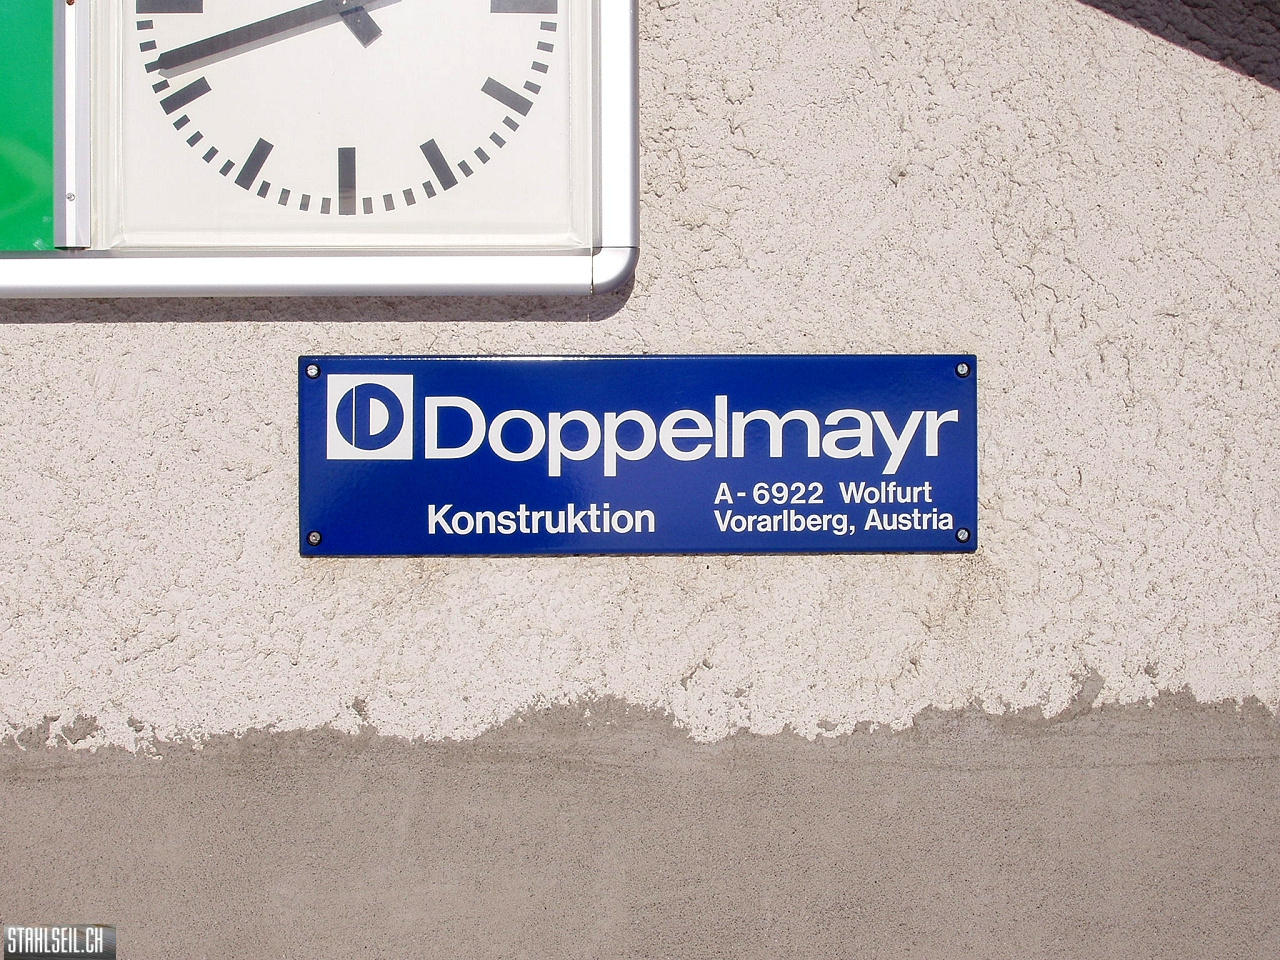 Doppelmayr
Konstruktion
A-6922 Wolfurt
Vorarlberg, Austria
STAHLSEIL.CH